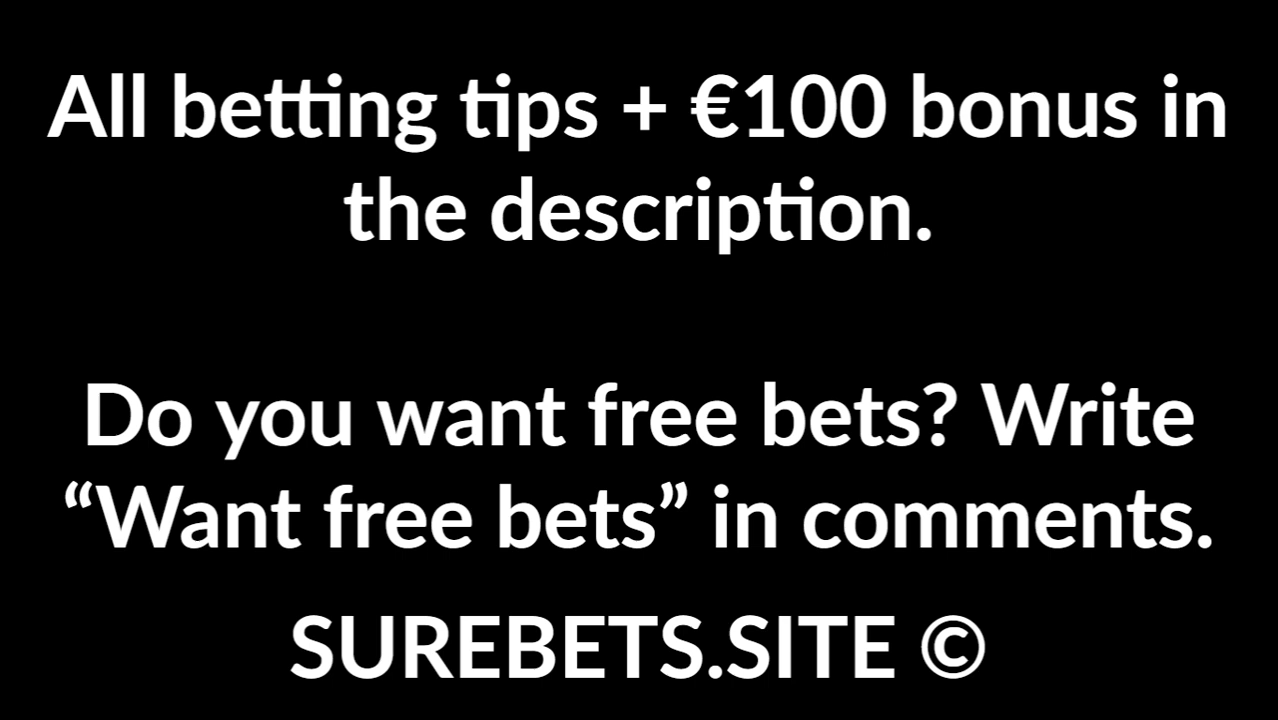 All betting tips + €100 bonus in
the description.
Do you want free bets? Write
“Want free bets” in comments.
SUREBETS.SITE ©